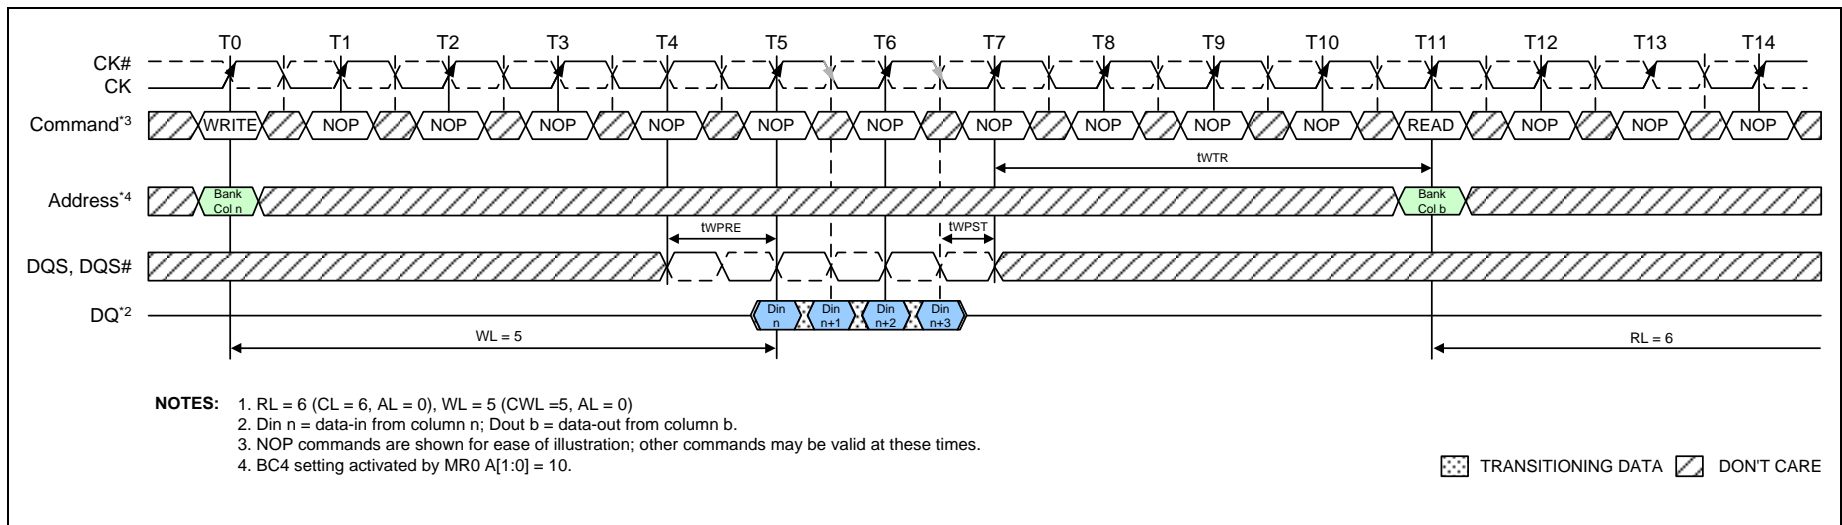 T0 T1 T2 T3 T4 T5 T6 T7 T8 T9 T10 T11 T12 T13 T14
CK#
CK
Command*3 WRITE NOP NOP NOP NOP NOP NOP NOP NOP NOP NOP READ NOP NOP NOP
tWTR
Address*4 Bank Col n Bank Col b
tWPRE tWPST
DQS, DQS#
DQ*2 Din n Din n+1 Din n+2 Din n+3
WL = 5 RL = 6
NOTES: 1. RL = 6 (CL = 6, AL = 0), WL = 5 (CWL =5, AL = 0)
2. Din n = data-in from column n; Dout b = data-out from column b.
3. NOP commands are shown for ease of illustration; other commands may be valid at these times.
4. BC4 setting activated by MR0 A[1:0] = 10.
TRANSITIONING DATA DON'T CARE